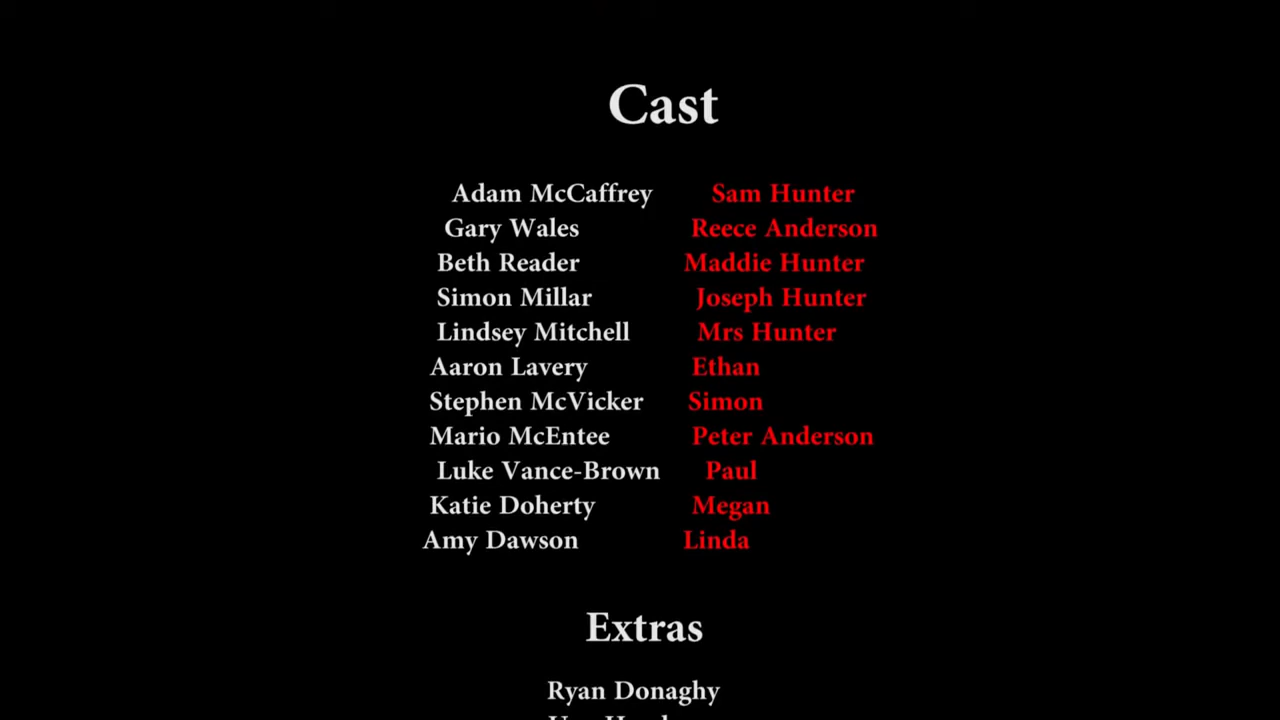 Cast
Adam McCaffrey Sam Hunter
Gary Wales Reece Anderson
Beth Reader Maddie Hunter
Simon Millar Joseph Hunter
Lindsey Mitchell Mrs Hunter
Aaron Lavery Ethan
Stephen McVicker Simon
Mario McEntee Peter Anderson
Luke Vance-Brown Paul
Katie Doherty Megan
Amy Dawson Linda
Extras
Ryan Donaghy